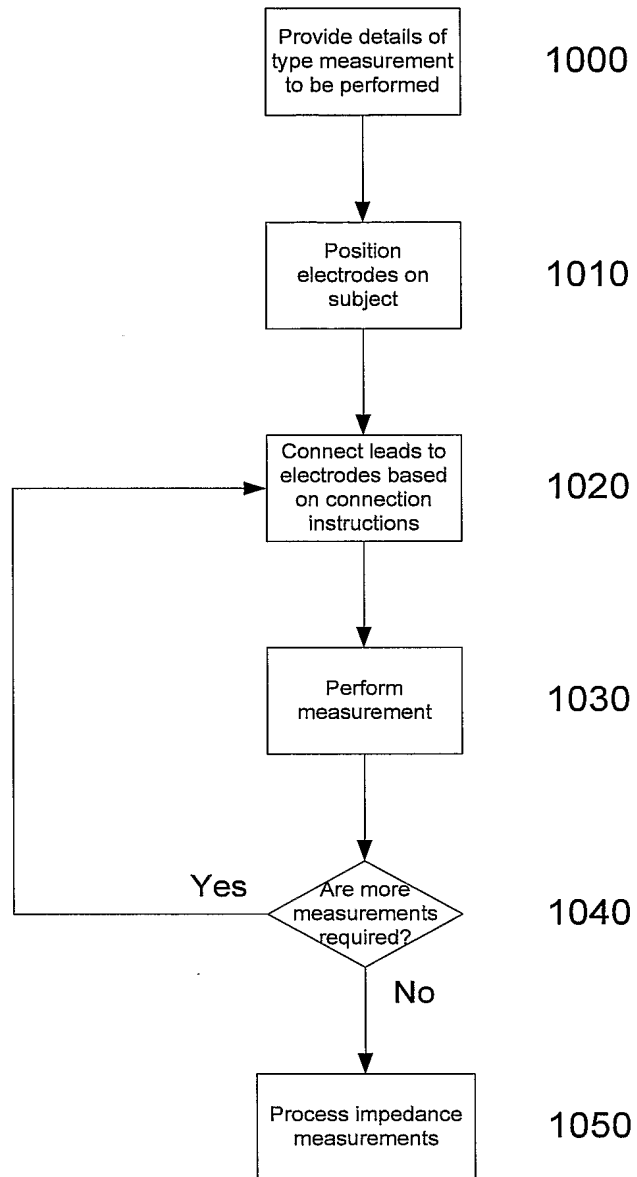 Provide details of
type measurement
to be performed
1000
Position
electrodes on
subject
1010
Connect leads to
electrodes based
on connection
instructions
1020
Perform
measurement
1030
Yes
Are more
measurements
required?
1040
No
Process impedance
measurements
1050